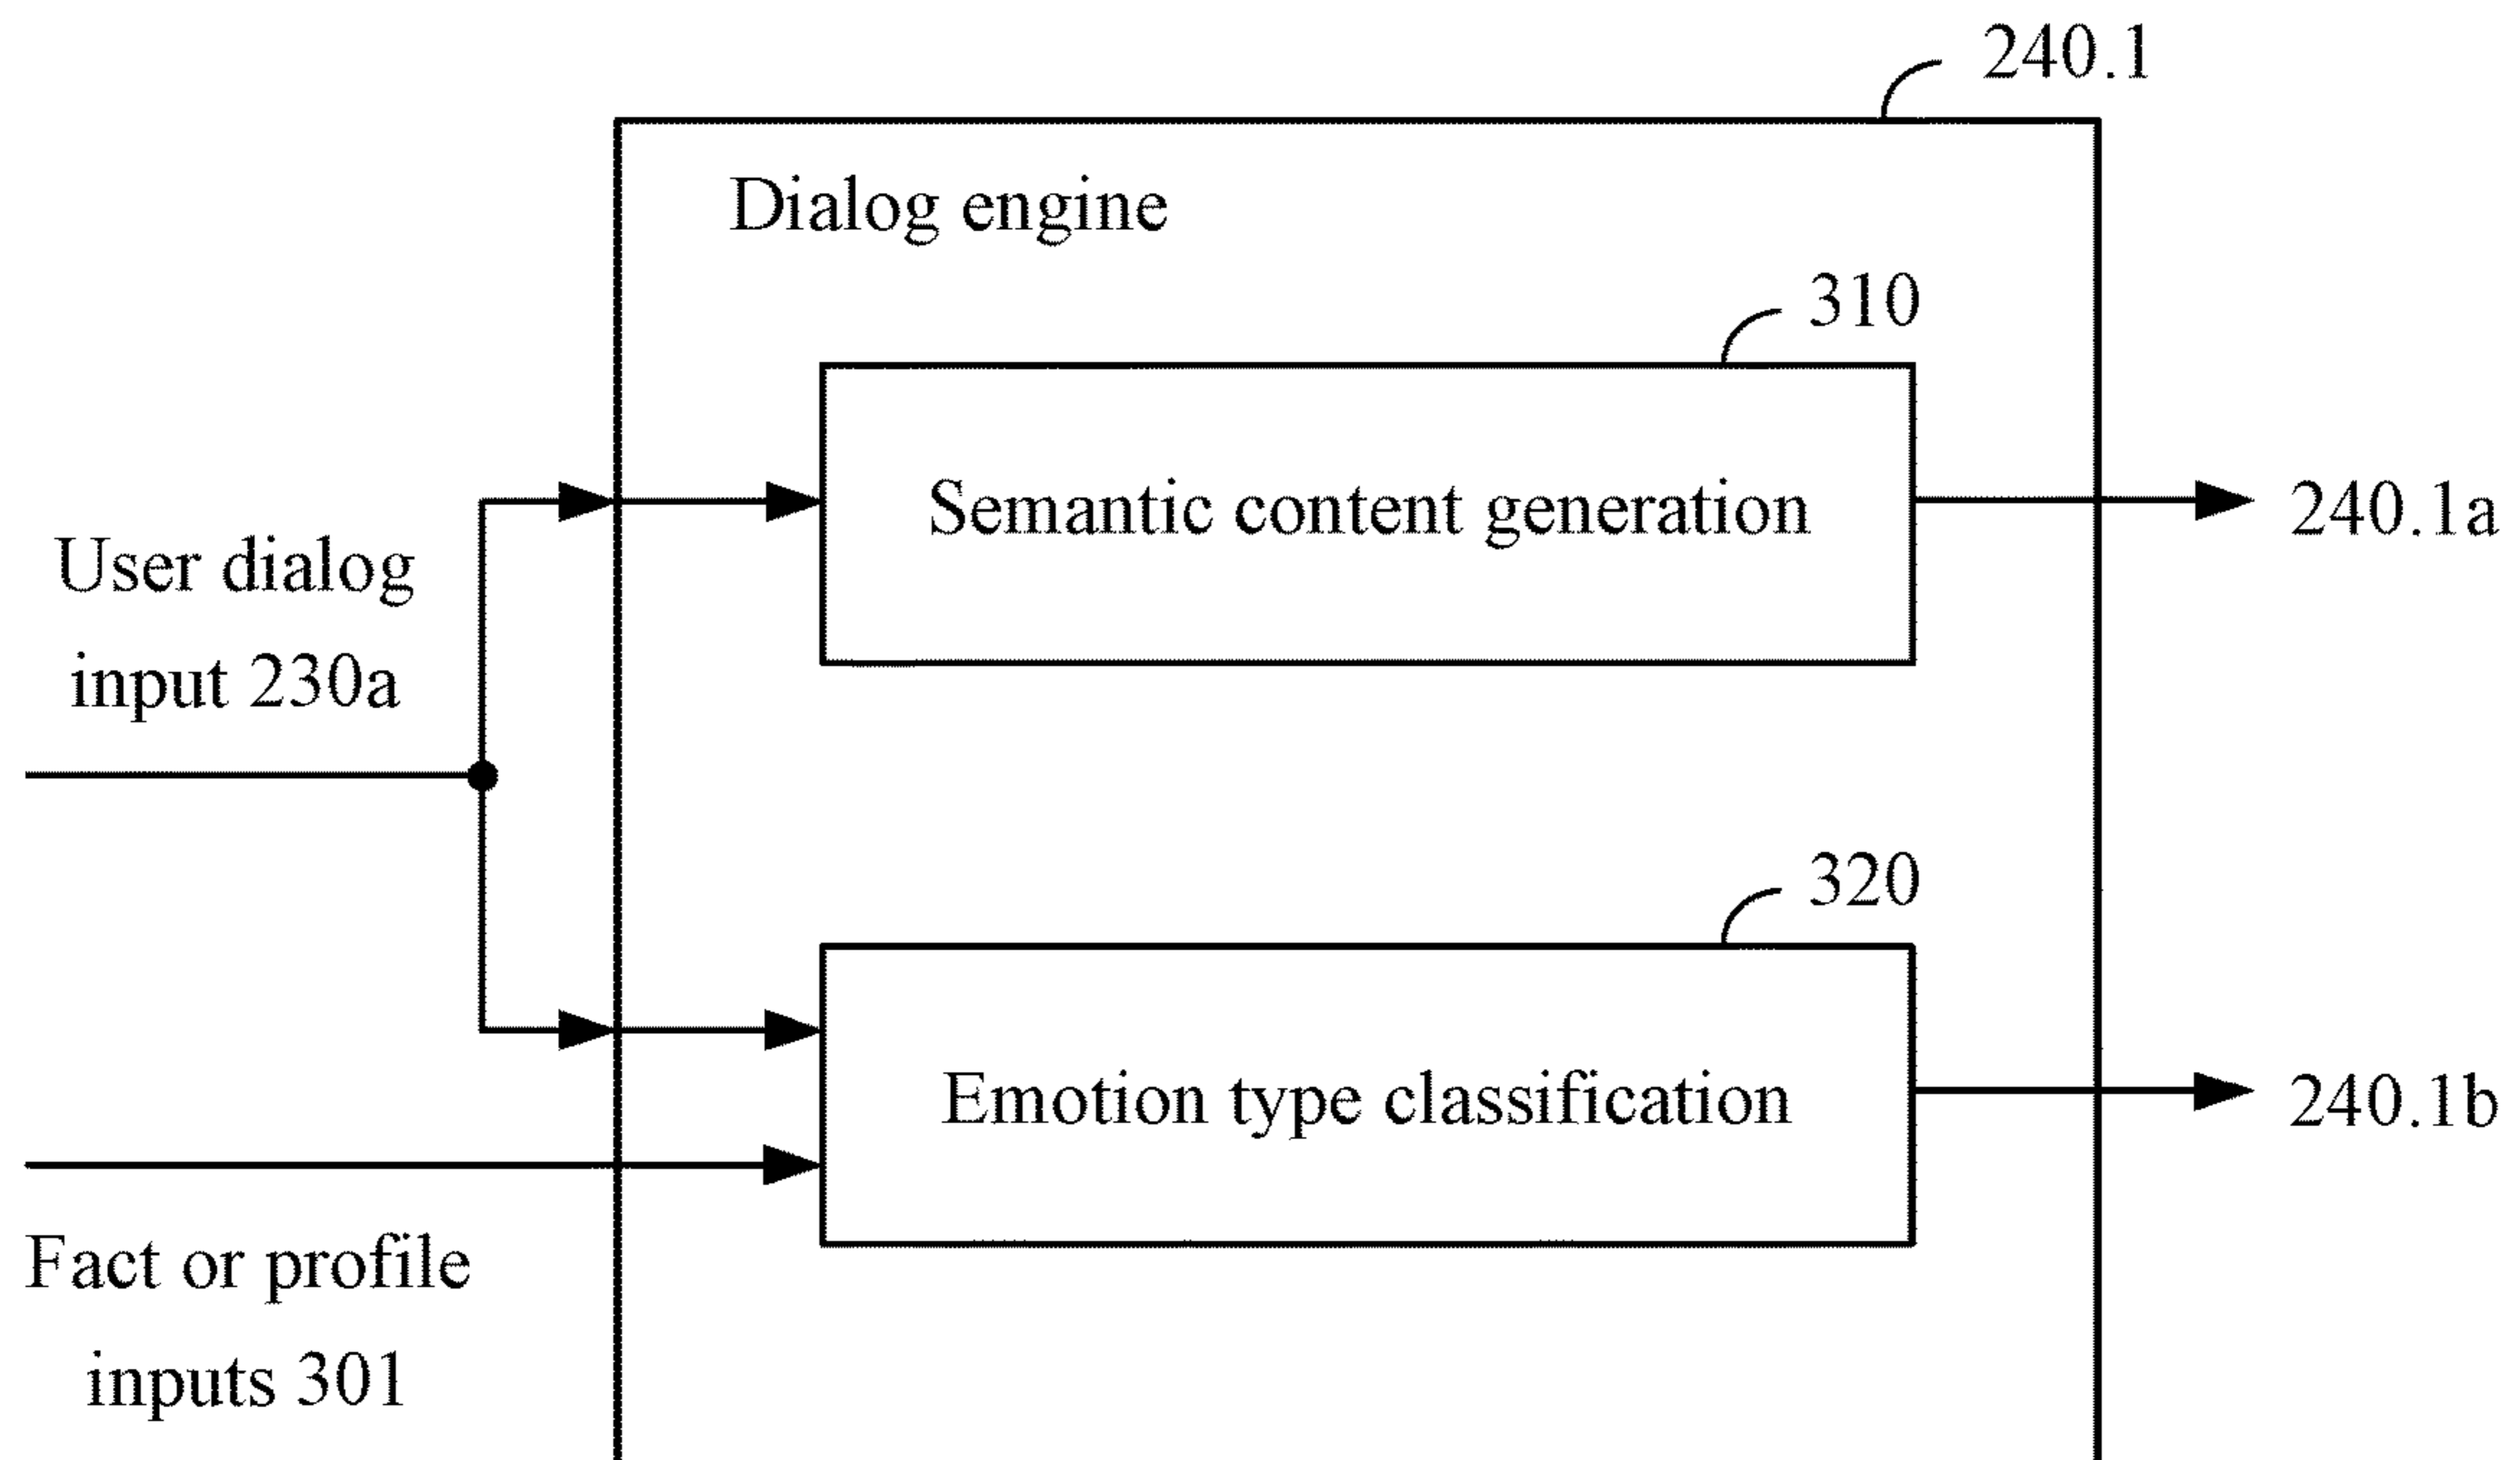 240.1
Dialog engine
310
Semantic content generation
240.1a
User dialog
input 230a
320
Emotion type classification
240.1b
Fact or profile
inputs 301